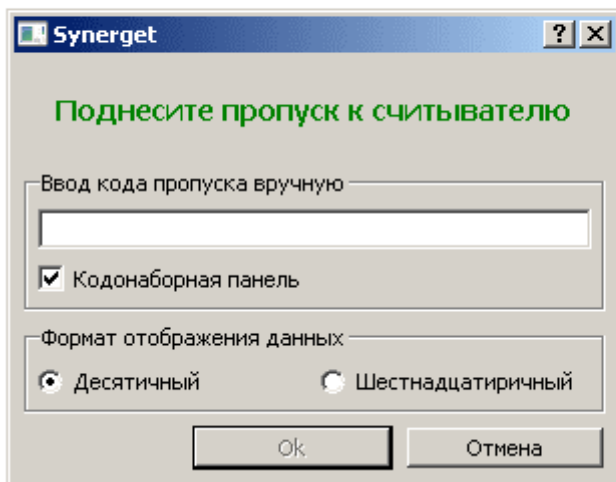 Synerget
Поднесите пропуск к считывателю
Ввод кода пропуска вручную
Кодонаборная панель
Формат отображения данных
Десятичный Шестнадцатиричный
Ok Отмена